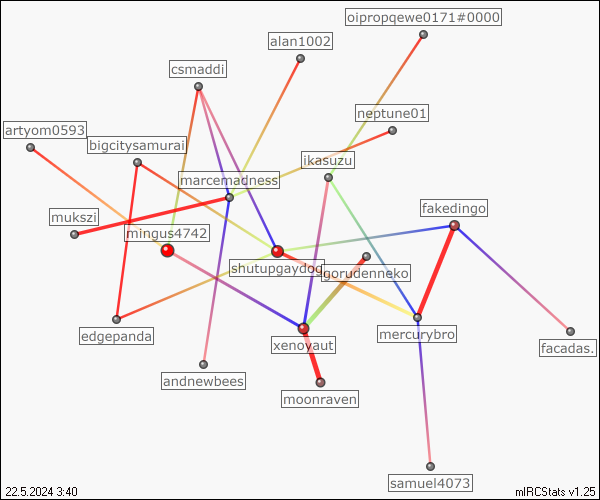 oipropqewe0171#0000
alan1002
csmaddi
neptune01
artyom0593
bigcitysamurai
ikasuzu
marcemadness
fakedingo
mukszi
mingus4742
shutupgaydog
gorudenneko
edgepanda
xenoyaut
mercurybro
facadas.
andnewbees
moonraven
samuel4073
22.5.2024 3:40
mIRCStats v1.25